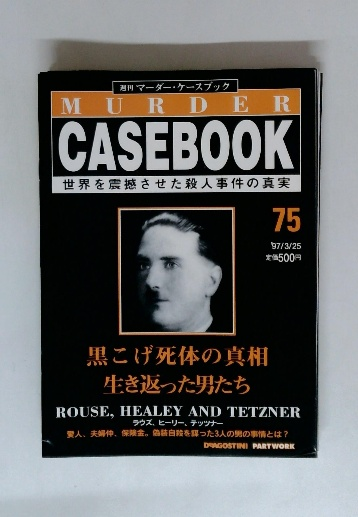 週刊 マーダー・ケースブック
MURDER
CASEBOOK
世界を震撼させた殺人事件の真実
75
'97/3/25
定価500円
黒こげ死体の真相
生き返った男たち
ROUSE, HEALEY AND TETZNER
ラウズ、ヒーリー、テッツナー
愛人、夫婦仲、保険金。偽装自殺を謀った3人の男の事情とは?
DeAGOSTINI PARTWORK